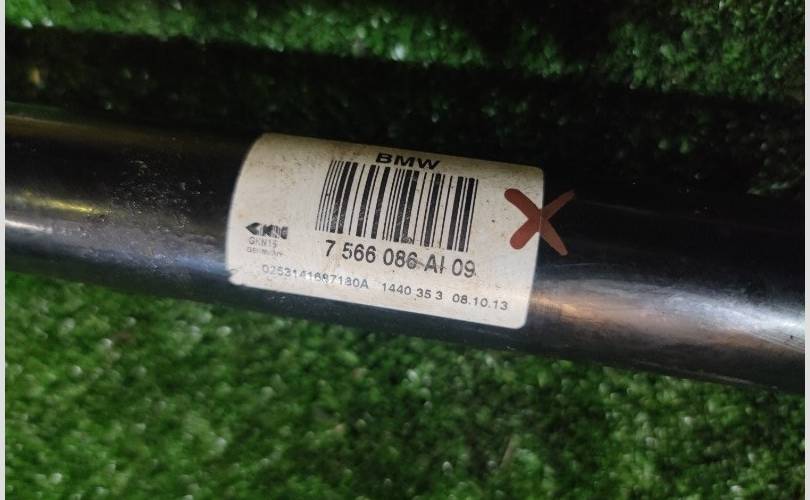 BMW
GKN
GKN15
GERMANY
7 566 086 AI 09
0253141687180A 1440 35 3 08.10.13